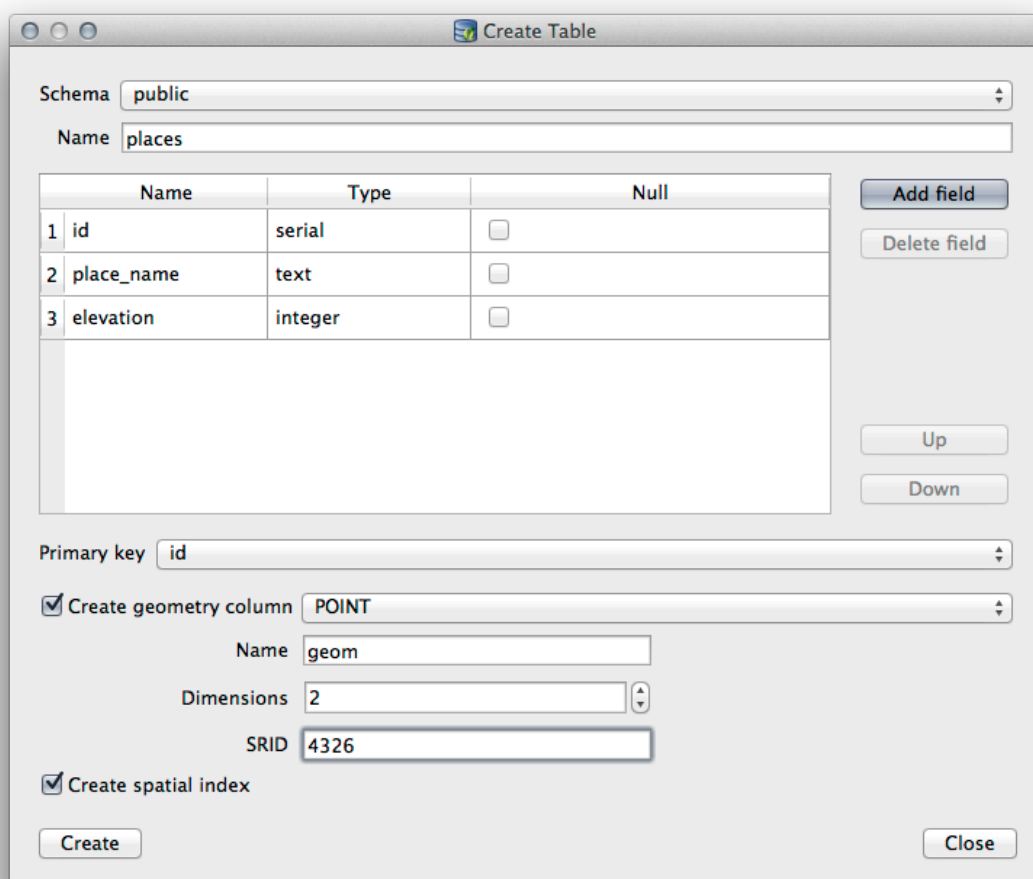 Create Table
Schema public
Name places
Name Type Null
1 id serial
2 place_name text
3 elevation integer
Add field
Delete field
Up
Down
Primary key id
Create geometry column POINT
Name geom
Dimensions 2
SRID 4326
Create spatial index
Create Close